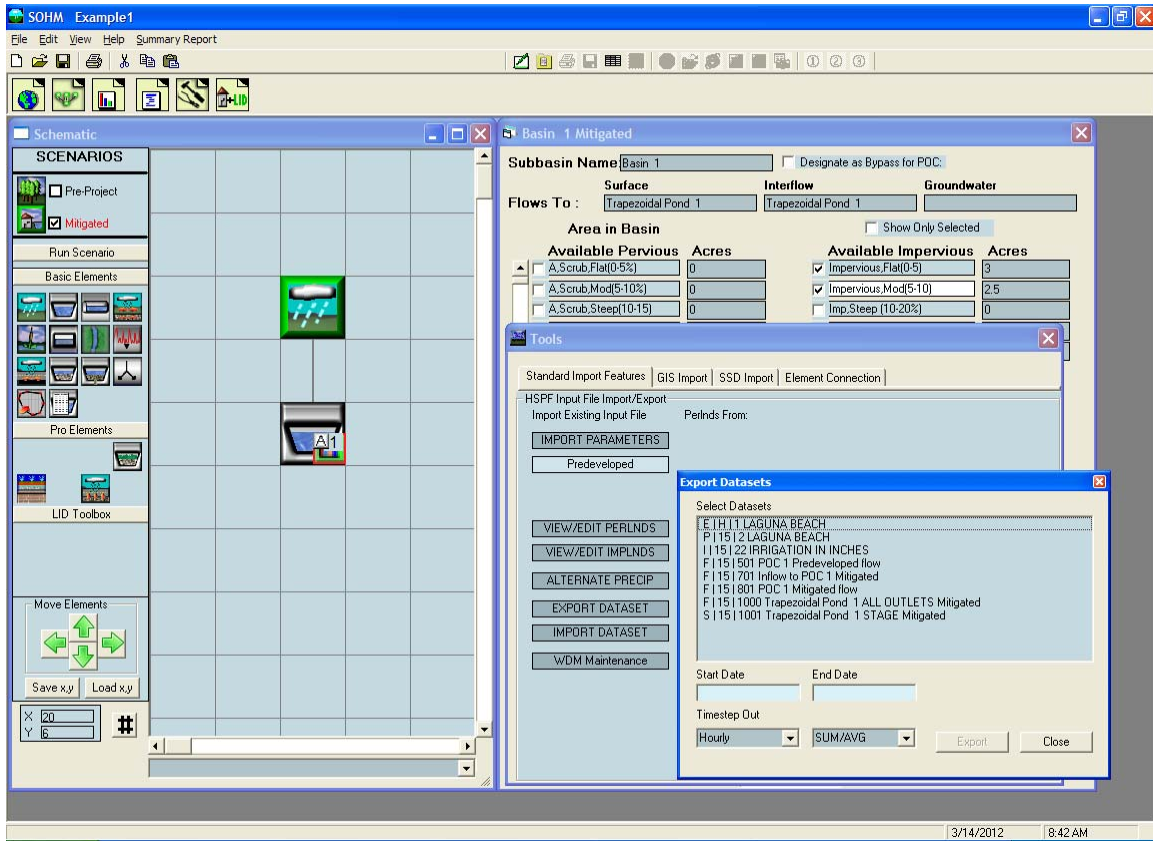 SOHM Example1
File Edit View Help Summary Report
+LID
Schematic
SCENARIOS
Pre-Project
Mitigated
Run Scenario
Basic Elements
Pro Elements
LID Toolbox
Move Elements
Save x,y Load x,y
X 20
Y 6
#
A 1
Basin 1 Mitigated
Subbasin Name: Basin 1 Designate as Bypass for POC:
Surface Interflow Groundwater
Flows To : Trapezoidal Pond 1 Trapezoidal Pond 1
Area in Basin Show Only Selected
Available Pervious Acres Available Impervious Acres
A,Scrub,Flat(0-5%) 0 Impervious,Flat(0-5) 3
A,Scrub,Mod(5-10%) 0 Impervious,Mod(5-10) 2.5
A,Scrub,Steep(10-15) 0 Imp,Steep (10-20%) 0
Tools
Standard Import Features GIS Import SSD Import Element Connection
HSPF Input File Import/Export
Import Existing Input File Perlnds From:
IMPORT PARAMETERS
Predeveloped
VIEW/EDIT PERLNDS
VIEW/EDIT IMPLNDS
ALTERNATE PRECIP
EXPORT DATASET
IMPORT DATASET
WDM Maintenance
Export Datasets
Select Datasets
E | H | 1 LAGUNA BEACH
P | 15 | 2 LAGUNA BEACH
I | 15 | 22 IRRIGATION IN INCHES
F | 15 | 501 POC 1 Predeveloped flow
F | 15 | 701 Inflow to POC 1 Mitigated
F | 15 | 801 POC 1 Mitigated flow
F | 15 | 1000 Trapezoidal Pond 1 ALL OUTLETS Mitigated
S | 15 | 1001 Trapezoidal Pond 1 STAGE Mitigated
Start Date End Date
Timestep Out
Hourly SUM/AVG Export Close
3/14/2012 8:42 AM